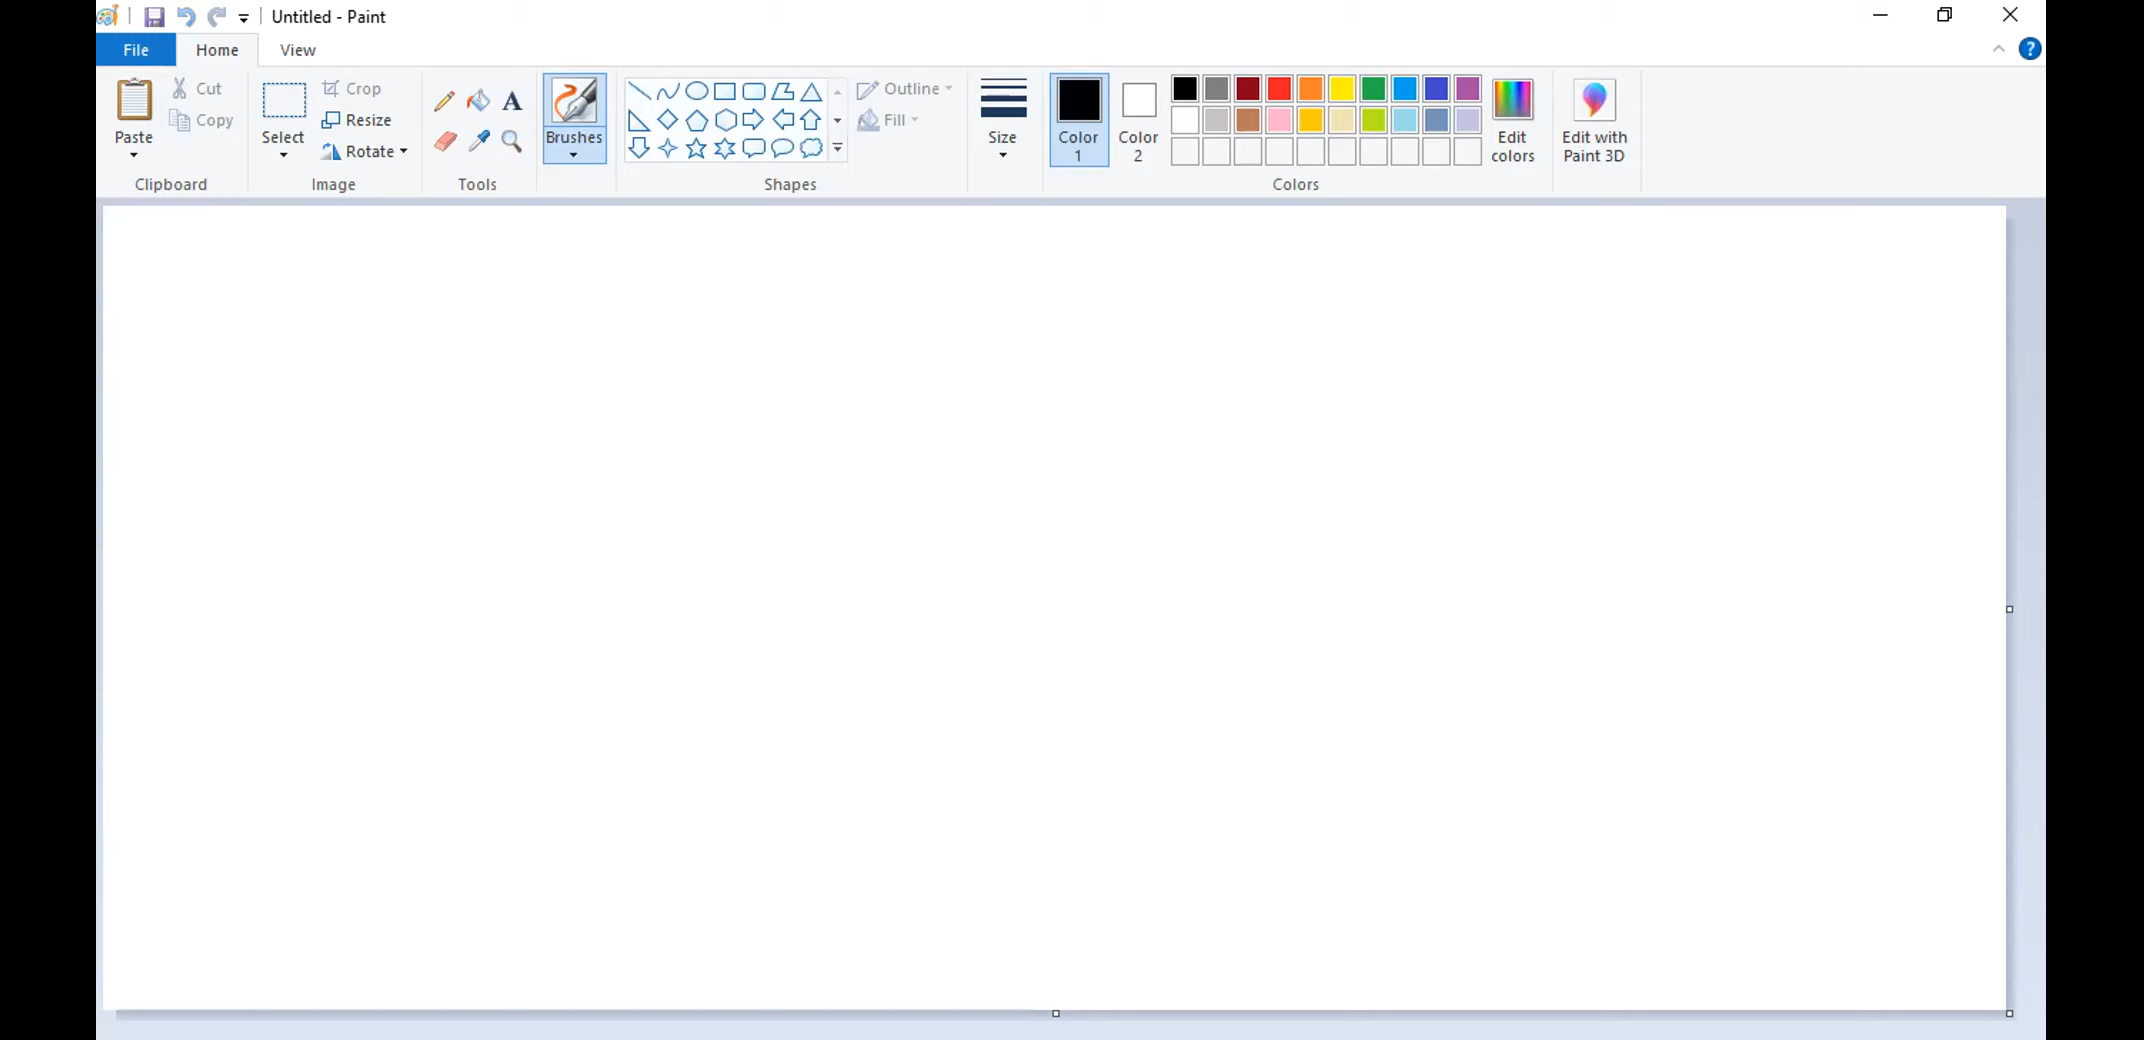 Untitled - Paint
File Home View
Paste
Cut
Copy
Clipboard
Select
Crop
Resize
Rotate
Image
A
Tools
Brushes
Shapes
Outline
Fill
Size
Color
1
Color
2
Edit
colors
Colors
Edit with
Paint 3D
?